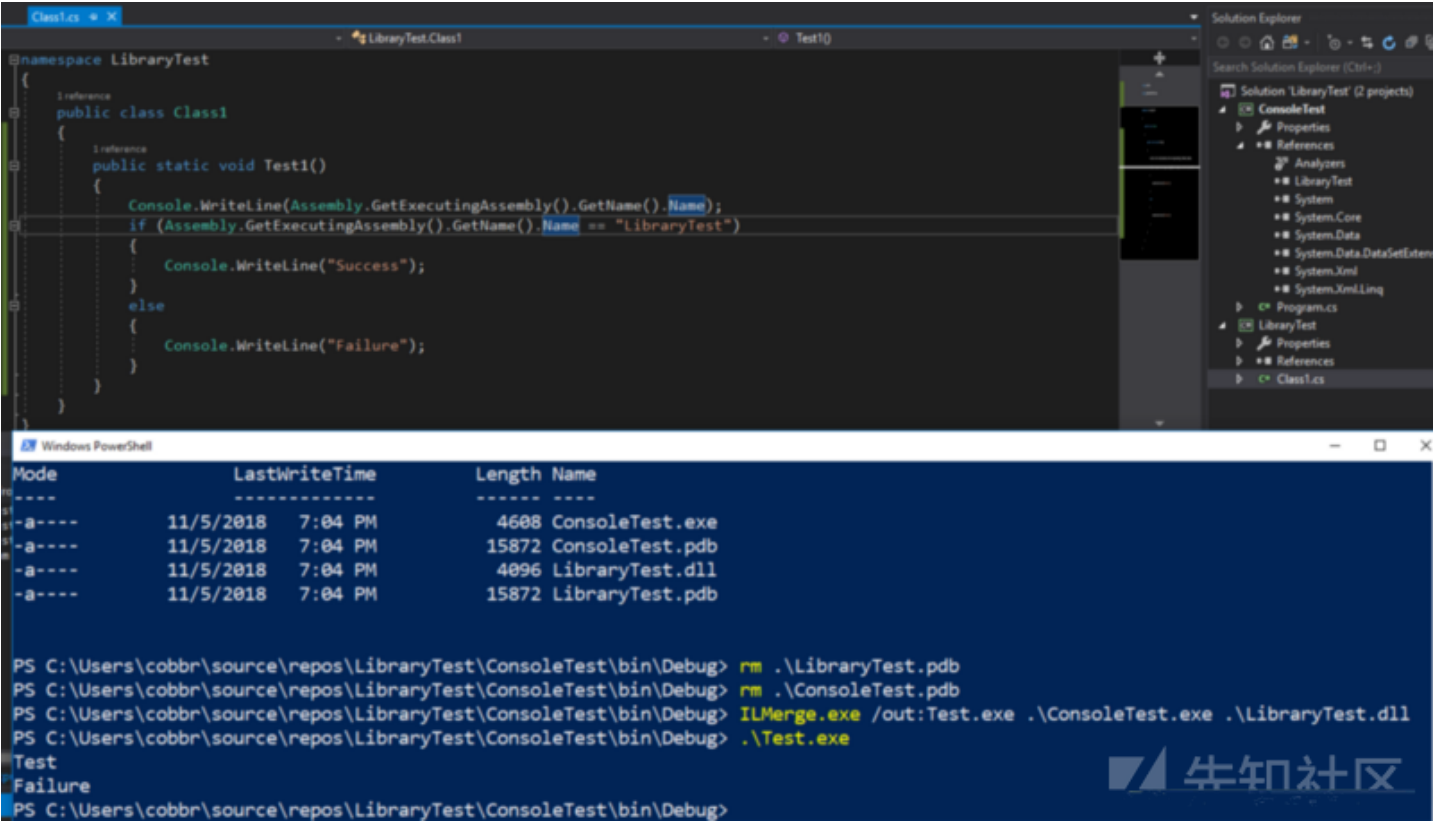 Class1.cs
LibraryTest.Class1
Test1()
namespace LibraryTest
{
1 reference
public class Class1
{
1 reference
public static void Test1()
{
Console.WriteLine(Assembly.GetExecutingAssembly().GetName().Name);
if (Assembly.GetExecutingAssembly().GetName().Name == "LibraryTest")
{
Console.WriteLine("Success");
}
else
{
Console.WriteLine("Failure");
}
}
}
}
Solution Explorer
Search Solution Explorer (Ctrl+;)
Solution 'LibraryTest' (2 projects)
ConsoleTest
Properties
References
Analyzers
LibraryTest
System
System.Core
System.Data
System.Data.DataSetExten
System.Xml
System.Xml.Linq
Program.cs
LibraryTest
Properties
References
Class1.cs
Windows PowerShell
Mode LastWriteTime Length Name
---- ------------- ------ ----
-a---- 11/5/2018 7:04 PM 4608 ConsoleTest.exe
-a---- 11/5/2018 7:04 PM 15872 ConsoleTest.pdb
-a---- 11/5/2018 7:04 PM 4096 LibraryTest.dll
-a---- 11/5/2018 7:04 PM 15872 LibraryTest.pdb
PS C:\Users\cobbr\source\repos\LibraryTest\ConsoleTest\bin\Debug> rm .\LibraryTest.pdb
PS C:\Users\cobbr\source\repos\LibraryTest\ConsoleTest\bin\Debug> rm .\ConsoleTest.pdb
PS C:\Users\cobbr\source\repos\LibraryTest\ConsoleTest\bin\Debug> ILMerge.exe /out:Test.exe .\ConsoleTest.exe .\LibraryTest.dll
PS C:\Users\cobbr\source\repos\LibraryTest\ConsoleTest\bin\Debug> .\Test.exe
Test
Failure
PS C:\Users\cobbr\source\repos\LibraryTest\ConsoleTest\bin\Debug>
先知社区